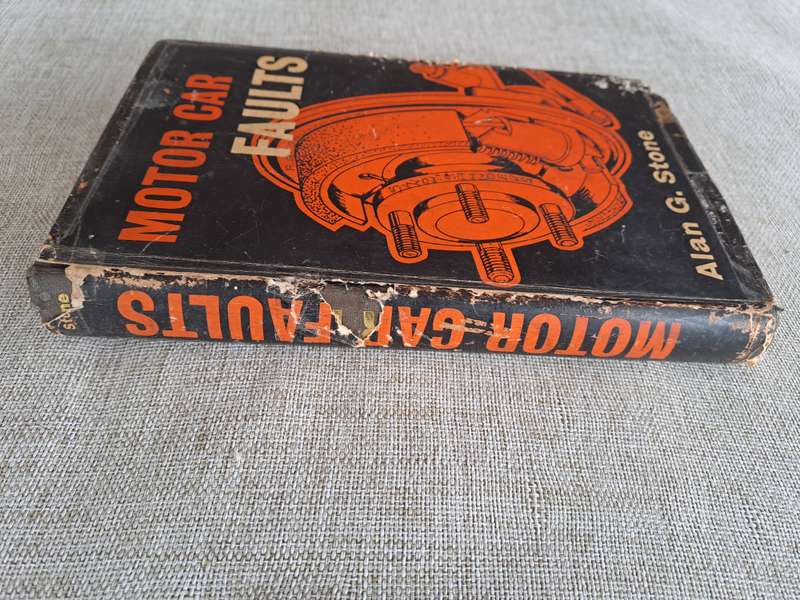 MOTOR CAR
FAULTS
Alan G. Stone
MOTOR CAR FAULTS
Stone